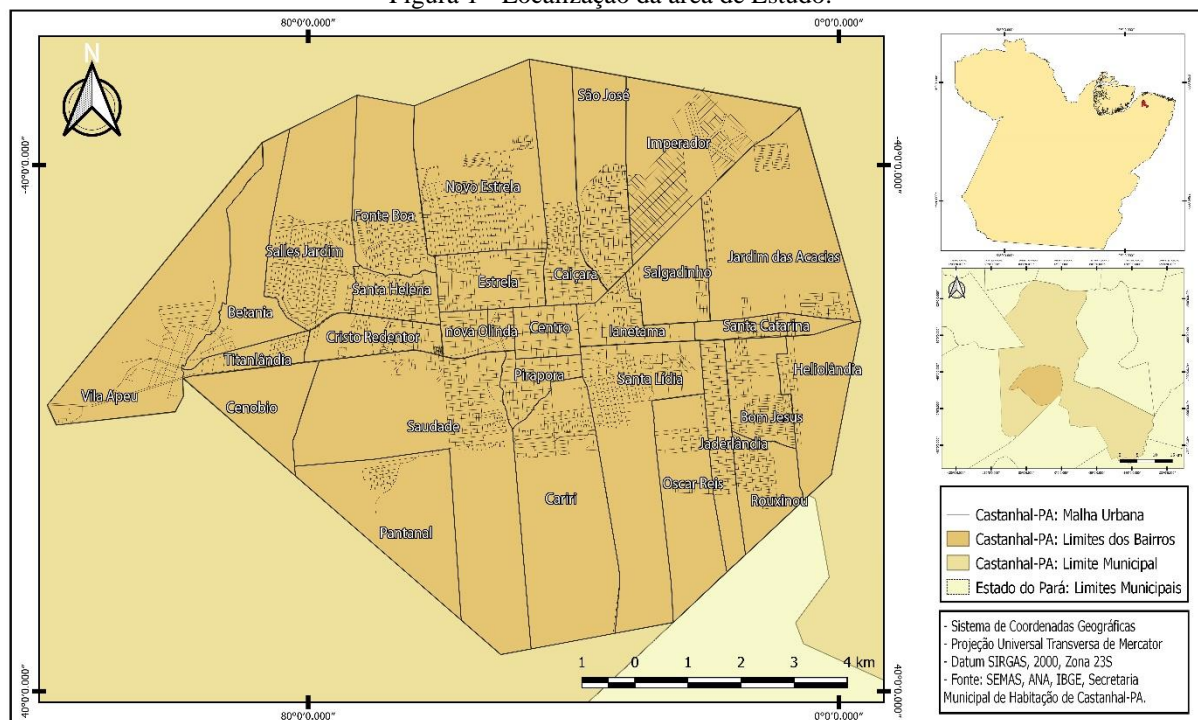 Figura 1 - Localização da área de Estudo.
80°0'0.000"
0°0'0.000"
N
-40°0'0.000"
-40°0'0.000"
São José
Imperador
Novo Estrela
Fonte Boa
Salles Jardim
Jardim das Acacias
Estrela
Caiçara
Salgadinho
Santa Helena
Betania
Cristo Redentor
nova Olinda
Centro
Ianetama
Santa Catarina
Titanlândia
Pirapora
Santa Lídia
Heliolândia
Vila Apeu
Cenobio
Saudade
Bom Jesus
Jaderlândia
Oscar Reis
Cariri
Rouxinou
Pantanal
1 0 1 2 3 4 km
40°0'0.000"
40°0'0.000"
80°0'0.000"
0°0'0.000"
Castanhal-PA: Malha Urbana
Castanhal-PA: Limites dos Bairros
Castanhal-PA: Limite Municipal
Estado do Pará: Limites Municipais
- Sistema de Coordenadas Geográficas
- Projeção Universal Transversa de Mercator
- Datum SIRGAS, 2000, Zona 23S
- Fonte: SEMAS, ANA, IBGE, Secretaria
Municipal de Habitação de Castanhal-PA.